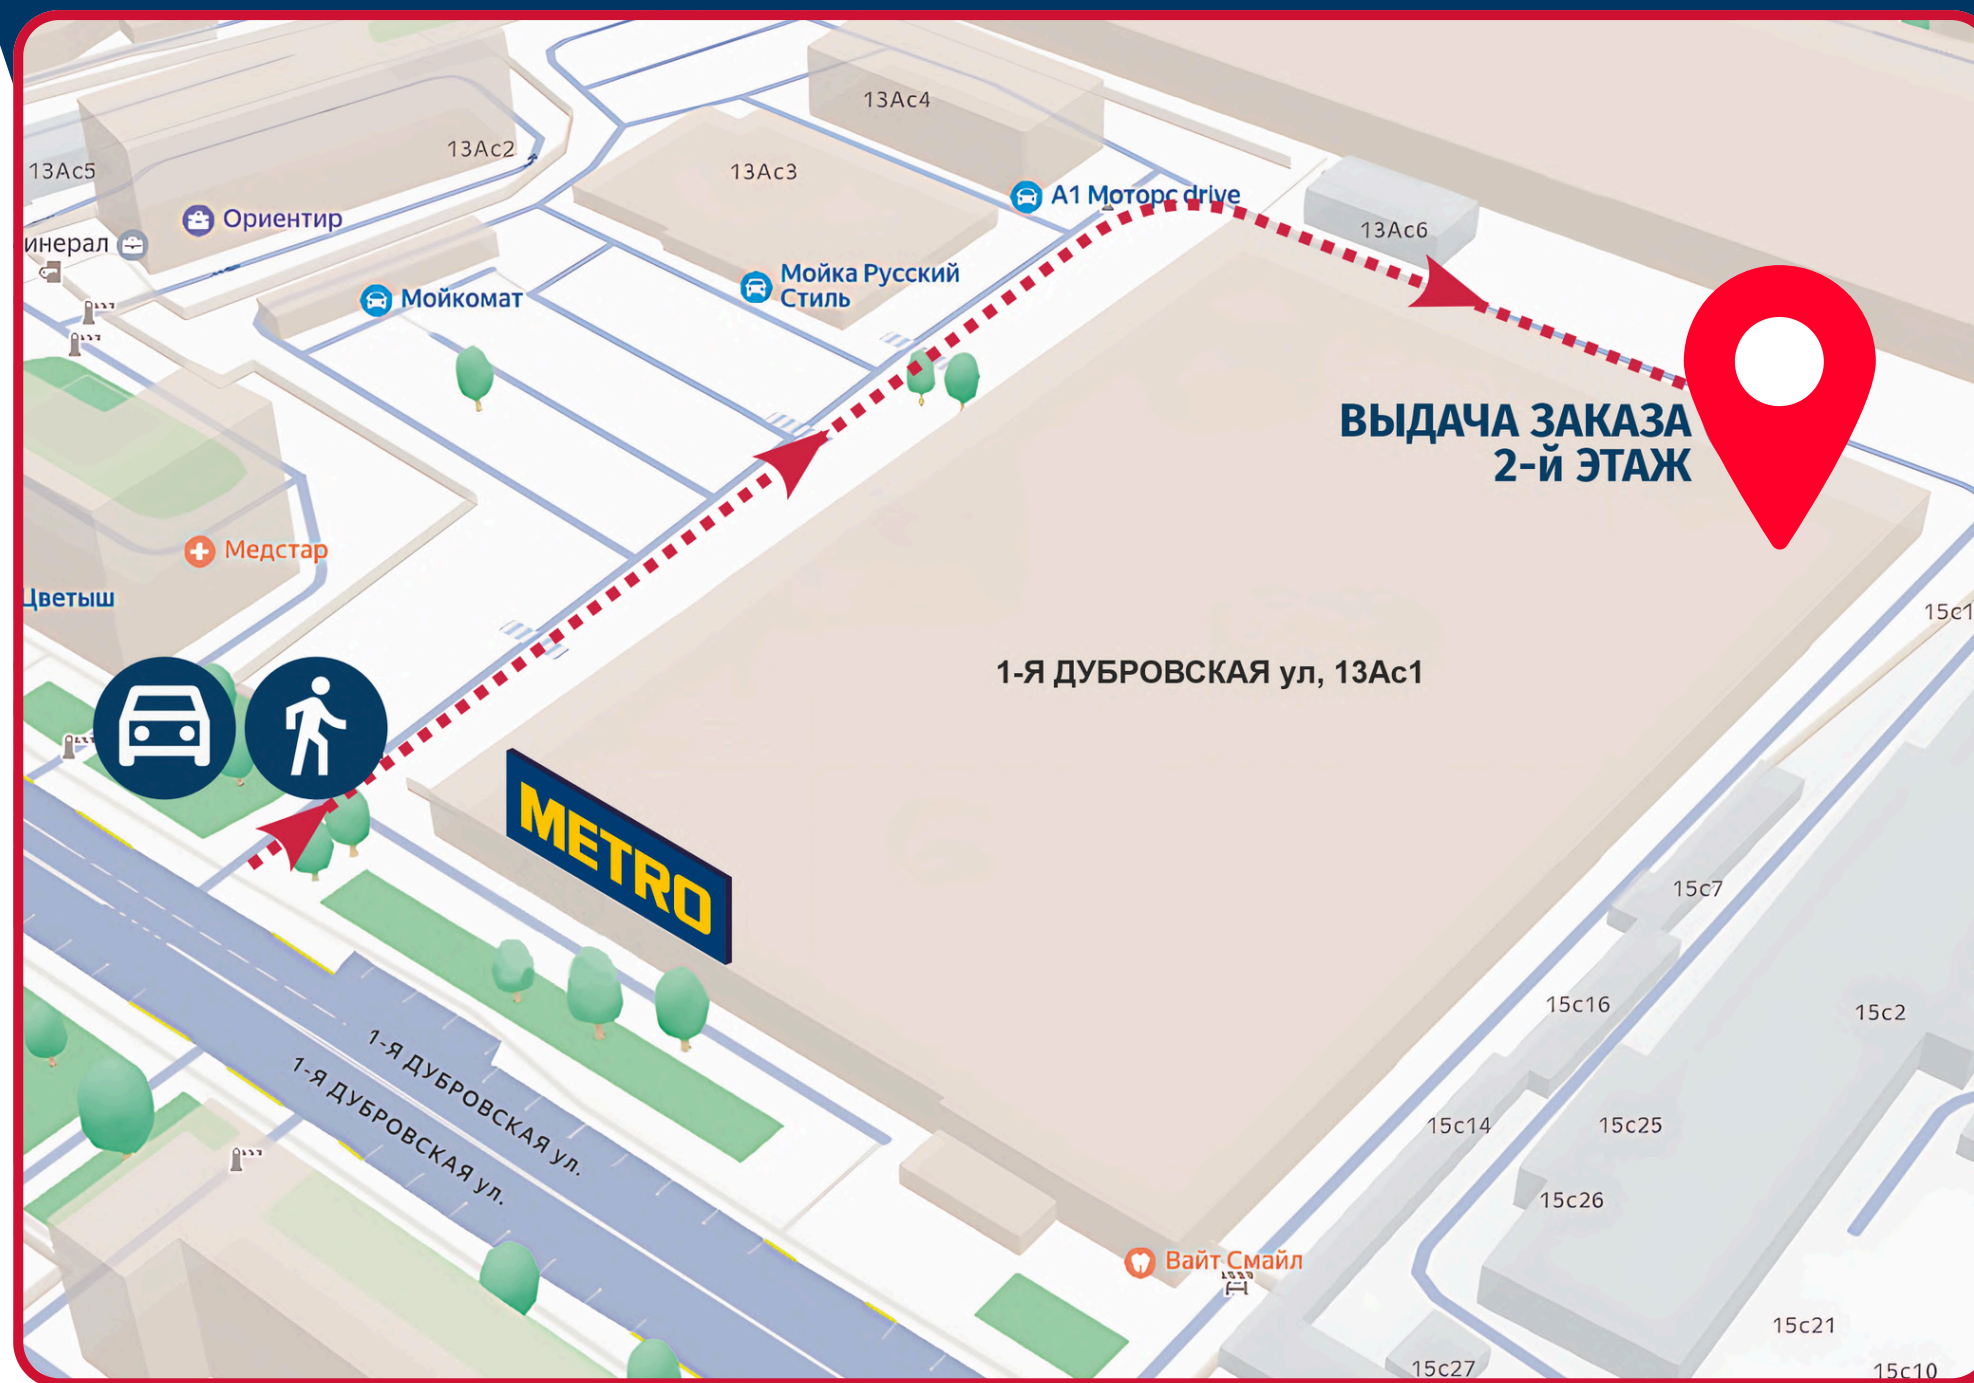 13Ас4
13Ас2
13Ас5
13Ас3
А1 Моторс drive
Ориентир
13Ас6
инерал
Мойка Русский
Стиль
Мойкомат
ВЫДАЧА ЗАКАЗА
2-й ЭТАЖ
Медстар
Цветыш
15с1
1-Я ДУБРОВСКАЯ ул, 13Ас1
METRO
15с7
15с16
15с2
1-Я ДУБРОВСКАЯ ул.
1-Я ДУБРОВСКАЯ ул.
15с14
15с25
15с26
Вайт Смайл
15с21
15с27
15с10